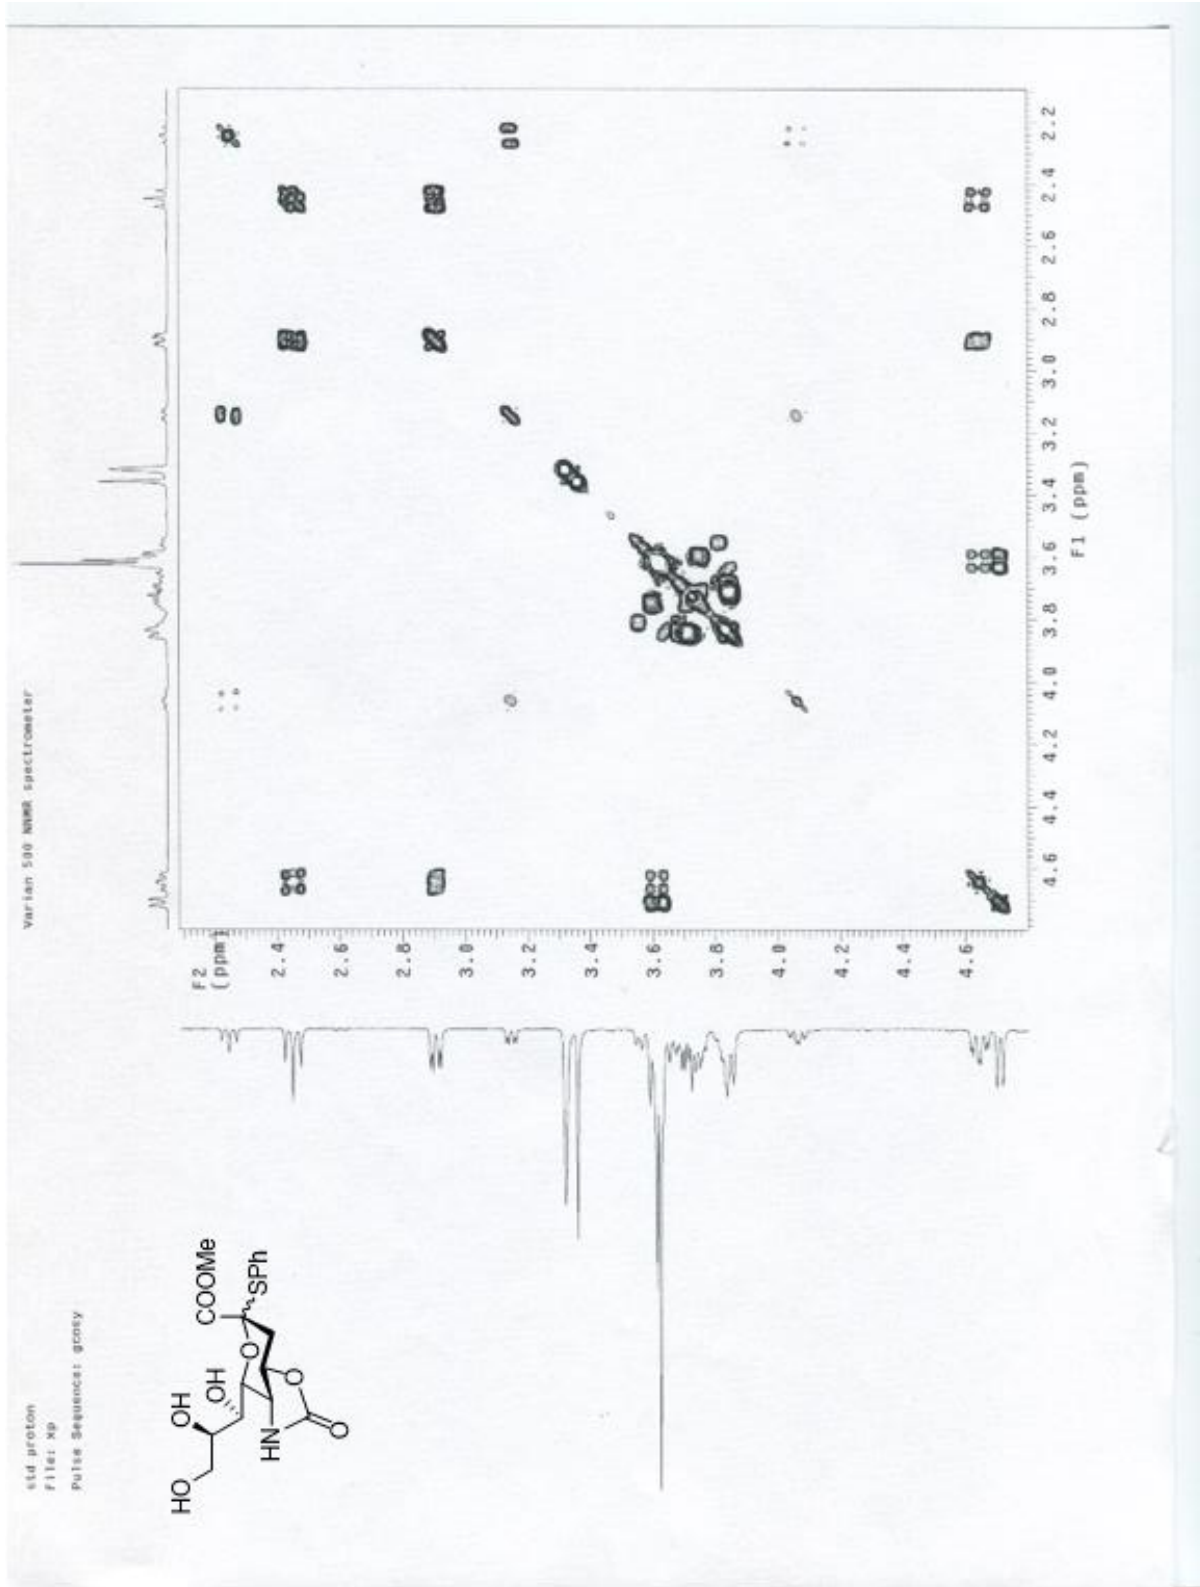 std proton
File: xp
Pulse Sequence: gcosy
Varian 500 NNMR spectrometer
F2
(ppm)
2.4
2.6
2.8
3.0
3.2
3.4
3.6
3.8
4.0
4.2
4.4
4.6
2.2
2.4
2.6
2.8
3.0
3.2
3.4
3.6
3.8
4.0
4.2
4.4
4.6
F1 (ppm)
HO
OH
OH
COOMe
SPh
O
HN
O
O